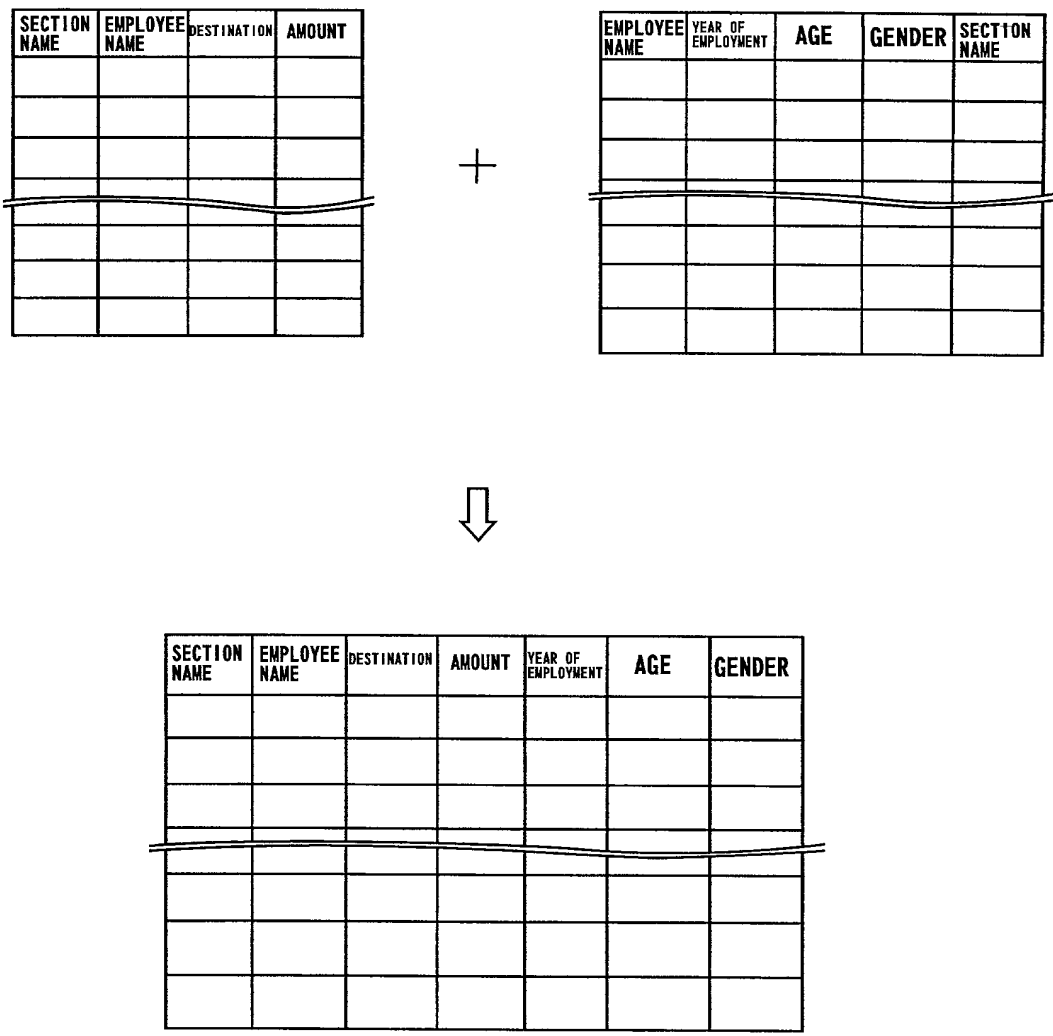 SECTION NAME
EMPLOYEE NAME
DESTINATION
AMOUNT
EMPLOYEE NAME
YEAR OF EMPLOYMENT
AGE
GENDER
SECTION NAME
+
SECTION NAME
EMPLOYEE NAME
DESTINATION
AMOUNT
YEAR OF EMPLOYMENT
AGE
GENDER